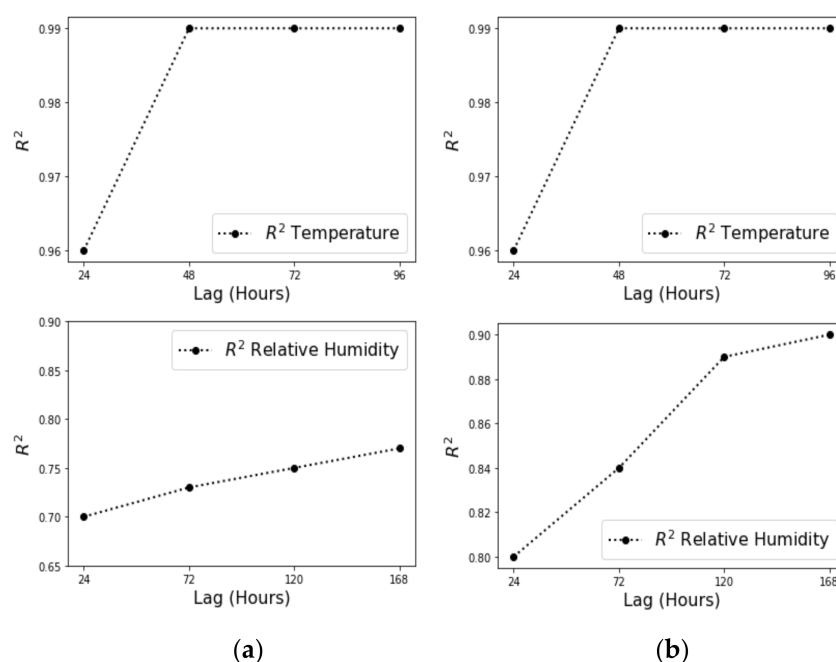 0.99
0.98
0.97
0.96
R²
R² Temperature
24
48
72
96
Lag (Hours)
0.99
0.98
0.97
0.96
R²
R² Temperature
24
48
72
96
Lag (Hours)
0.90
0.85
0.80
0.75
0.70
0.65
R²
R² Relative Humidity
24
72
120
168
Lag (Hours)
0.90
0.88
0.86
0.84
0.82
0.80
R²
R² Relative Humidity
24
72
120
168
Lag (Hours)
(a)
(b)